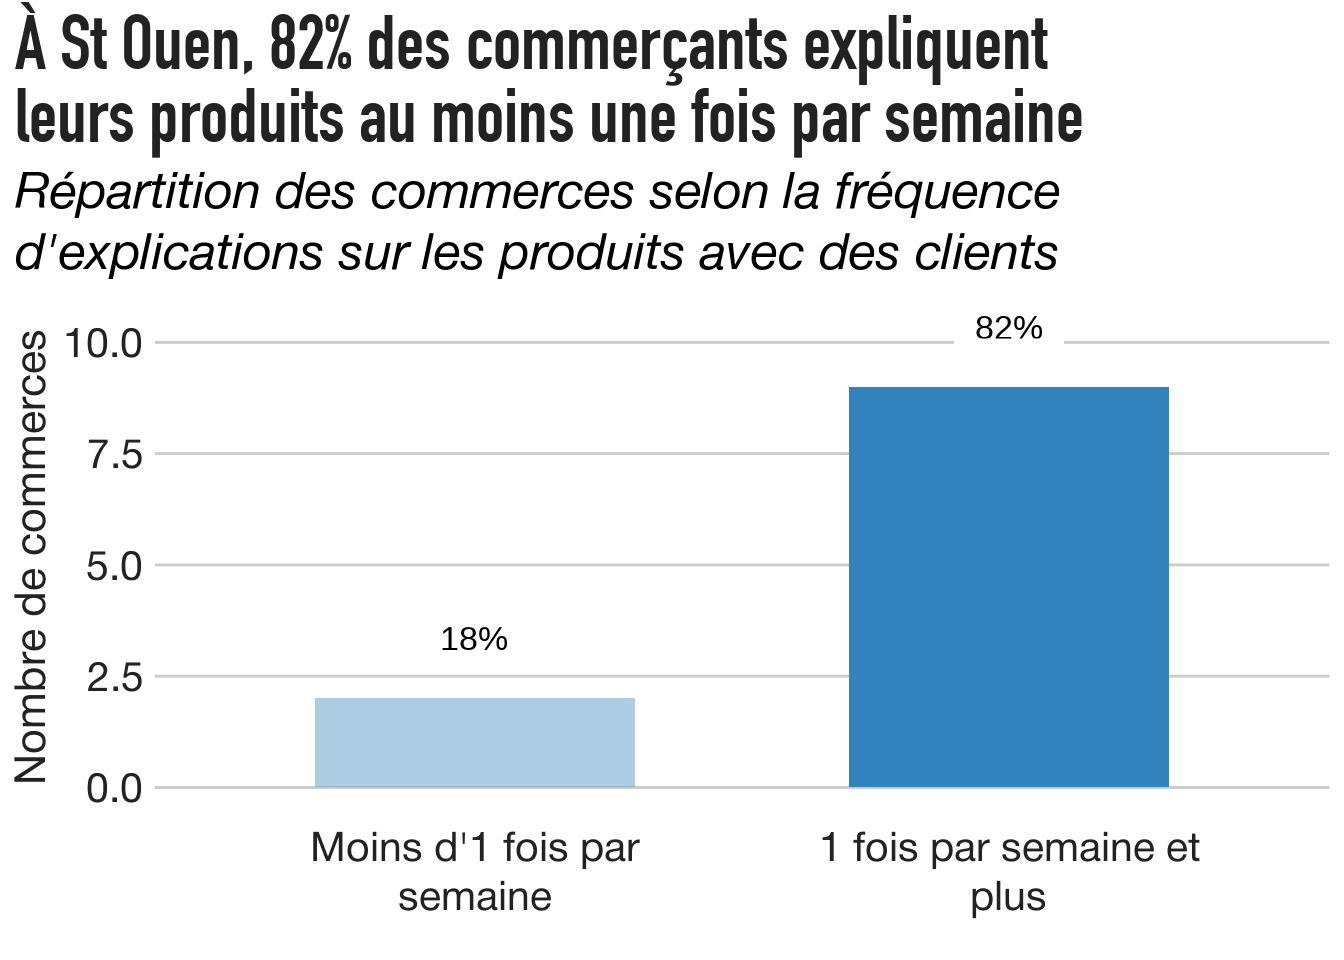 À St Ouen, 82% des commerçants expliquent
leurs produits au moins une fois par semaine
Répartition des commerces selon la fréquence
d'explications sur les produits avec des clients
Nombre de commerces
10.0
7.5
5.0
2.5
0.0
82%
18%
Moins d'1 fois par
semaine
1 fois par semaine et
plus